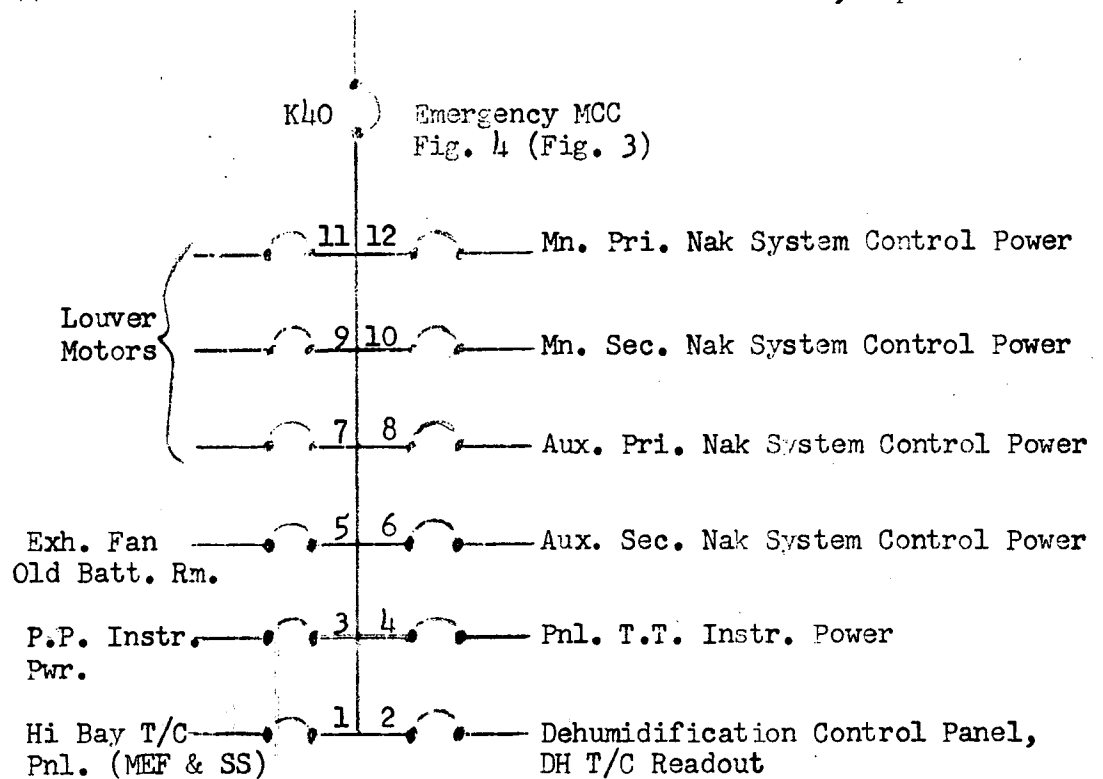 K40 Emergency MCC
Fig. 4 (Fig. 3)
11 12 Mn. Pri. Nak System Control Power
Louver
Motors
9 10 Mn. Sec. Nak System Control Power
7 8 Aux. Pri. Nak System Control Power
Exh. Fan 5 6 Aux. Sec. Nak System Control Power
Old Batt. Rm.
P.P. Instr. 3 4 Pnl. T.T. Instr. Power
Pwr.
Hi Bay T/C 1 2 Dehumidification Control Panel,
Pnl. (MEF & SS) DH T/C Readout